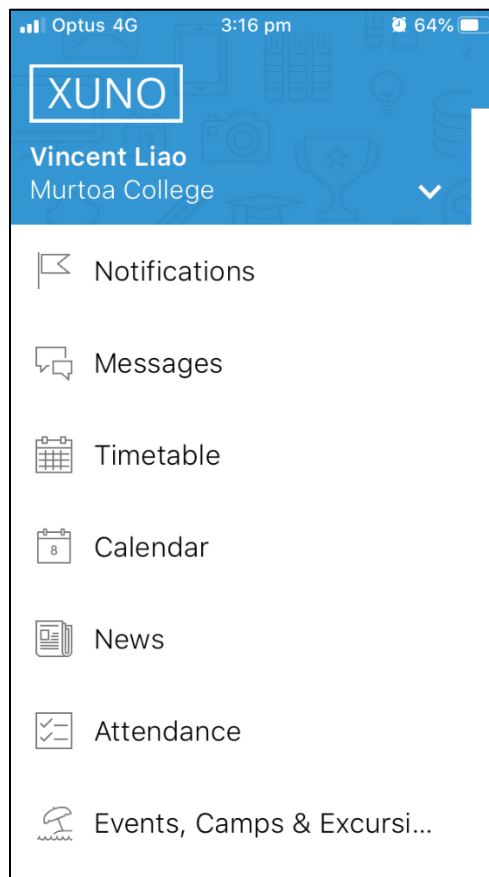 Optus 4G 3:16 pm 64%
XUNO
Vincent Liao
Murtoa College
Notifications
Messages
Timetable
8
Calendar
News
Attendance
Events, Camps & Excursi...